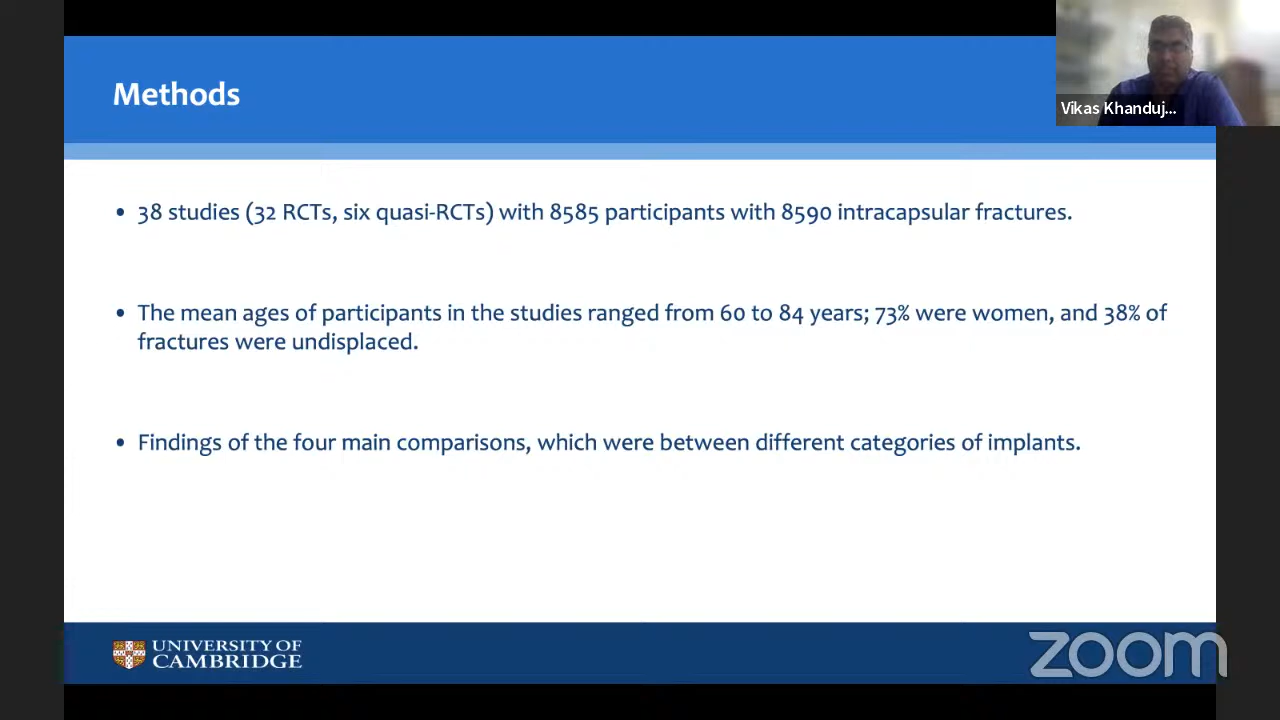 Methods
Vikas Khanduj...
• 38 studies (32 RCTs, six quasi-RCTs) with 8585 participants with 8590 intracapsular fractures.
• The mean ages of participants in the studies ranged from 60 to 84 years; 73% were women, and 38% of
fractures were undisplaced.
• Findings of the four main comparisons, which were between different categories of implants.
UNIVERSITY OF
CAMBRIDGE
zoom